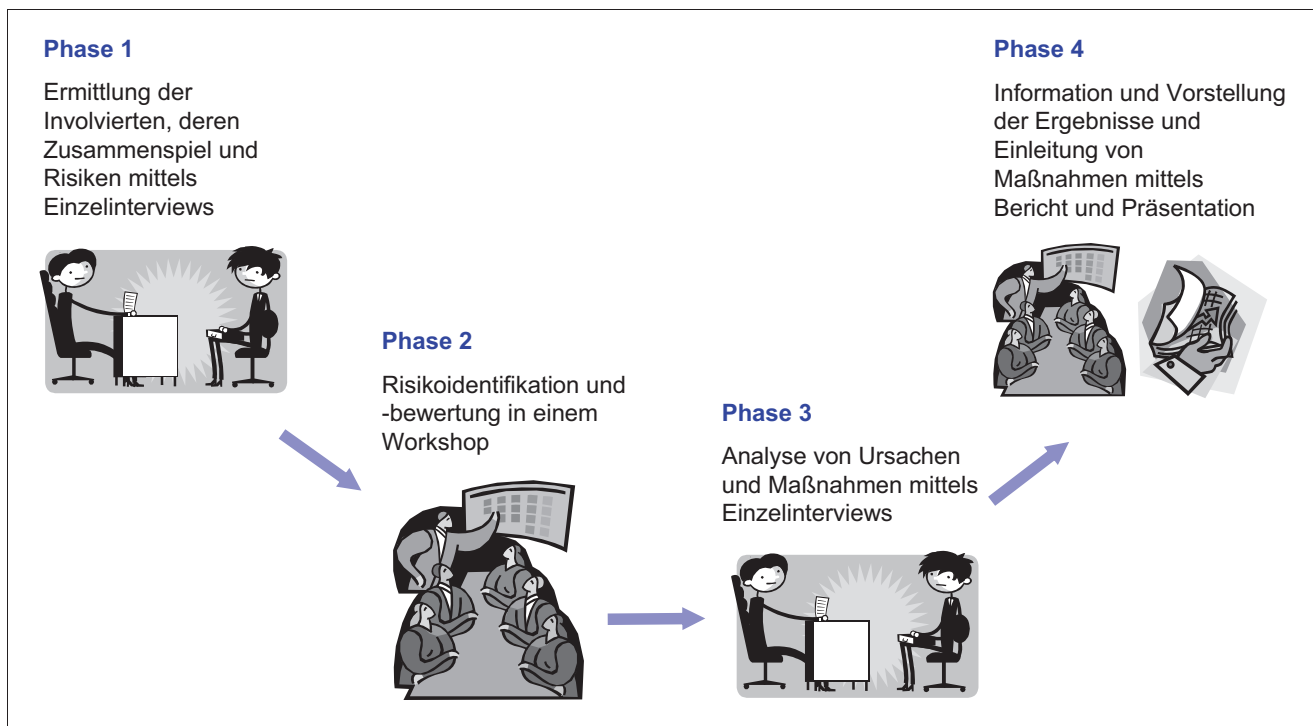 Phase 1
Ermittlung der
Involvierten, deren
Zusammenspiel und
Risiken mittels
Einzelinterviews
Phase 2
Risikoidentifikation und
-bewertung in einem
Workshop
Phase 3
Analyse von Ursachen
und Maßnahmen mittels
Einzelinterviews
Phase 4
Information und Vorstellung
der Ergebnisse und
Einleitung von
Maßnahmen mittels
Bericht und Präsentation